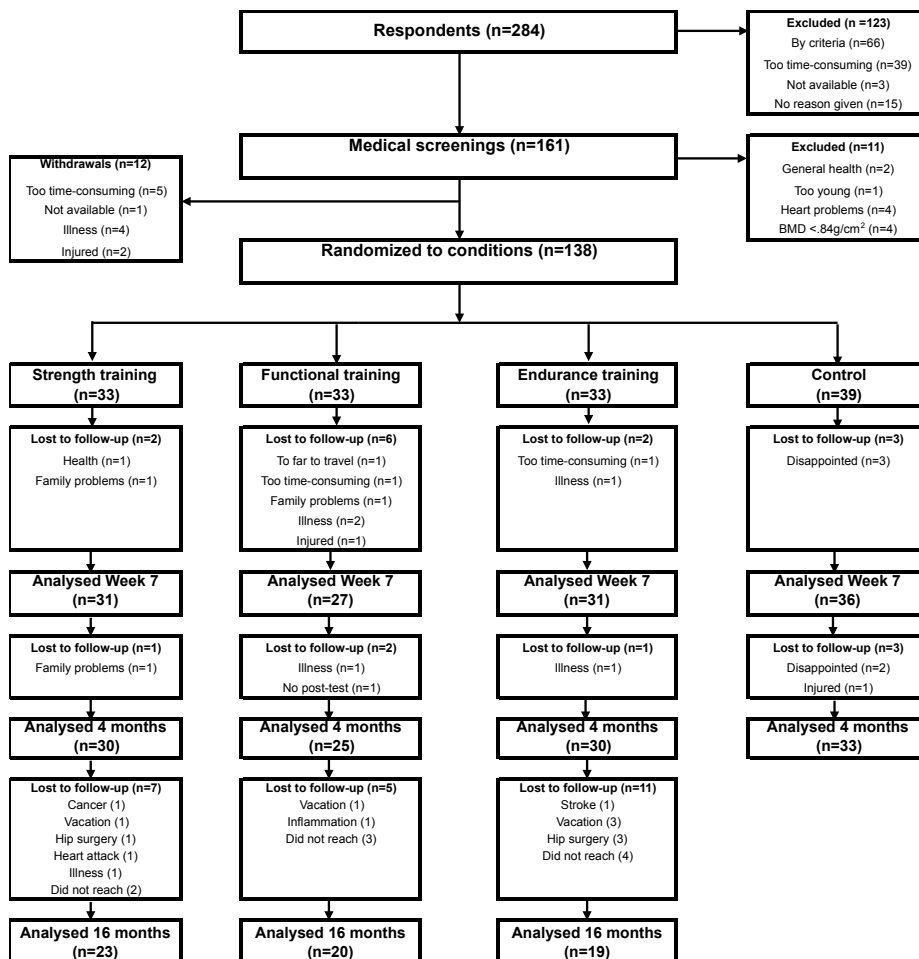 Respondents (n=284)
Excluded (n =123)
By criteria (n=66)
Too time-consuming (n=39)
Not available (n=3)
No reason given (n=15)
Medical screenings (n=161)
Excluded (n=11)
General health (n=2)
Too young (n=1)
Heart problems (n=4)
BMD <.84g/cm² (n=4)
Withdrawals (n=12)
Too time-consuming (n=5)
Not available (n=1)
Illness (n=4)
Injured (n=2)
Randomized to conditions (n=138)
Strength training
(n=33)
Functional training
(n=33)
Endurance training
(n=33)
Control
(n=39)
Lost to follow-up (n=2)
Health (n=1)
Family problems (n=1)
Lost to follow-up (n=6)
To far to travel (n=1)
Too time-consuming (n=1)
Family problems (n=1)
Illness (n=2)
Injured (n=1)
Lost to follow-up (n=2)
Too time-consuming (n=1)
Illness (n=1)
Lost to follow-up (n=3)
Disappointed (n=3)
Analysed Week 7
(n=31)
Analysed Week 7
(n=27)
Analysed Week 7
(n=31)
Analysed Week 7
(n=36)
Lost to follow-up (n=1)
Family problems (n=1)
Lost to follow-up (n=2)
Illness (n=1)
No post-test (n=1)
Lost to follow-up (n=1)
Illness (n=1)
Lost to follow-up (n=3)
Disappointed (n=2)
Injured (n=1)
Analysed 4 months
(n=30)
Analysed 4 months
(n=25)
Analysed 4 months
(n=30)
Analysed 4 months
(n=33)
Lost to follow-up (n=7)
Cancer (1)
Vacation (1)
Hip surgery (1)
Heart attack (1)
Illness (1)
Did not reach (2)
Lost to follow-up (n=5)
Vacation (1)
Inflammation (1)
Did not reach (3)
Lost to follow-up (n=11)
Stroke (1)
Vacation (3)
Hip surgery (3)
Did not reach (4)
Analysed 16 months
(n=23)
Analysed 16 months
(n=20)
Analysed 16 months
(n=19)